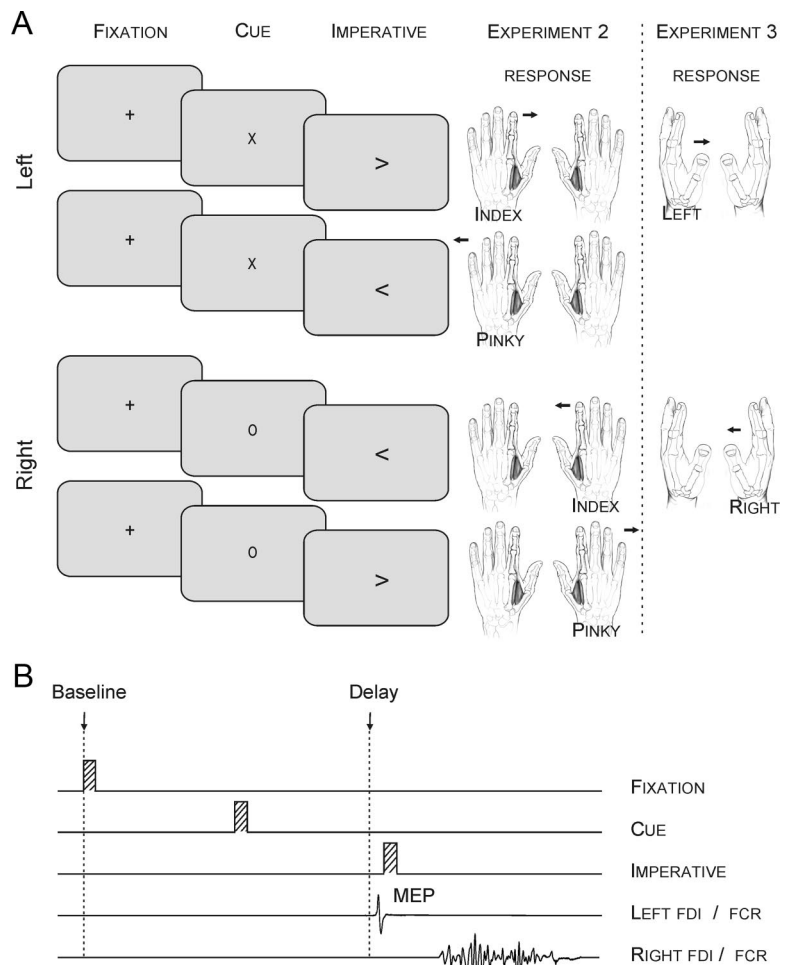 A
FIXATION CUE IMPERATIVE EXPERIMENT 2 EXPERIMENT 3
RESPONSE RESPONSE
Left
+
X
>
INDEX
LEFT
+
X
<
PINKY
Right
+
O
<
INDEX
RIGHT
+
O
>
PINKY
B
Baseline Delay
FIXATION
CUE
IMPERATIVE
MEP
LEFT FDI / FCR
RIGHT FDI / FCR